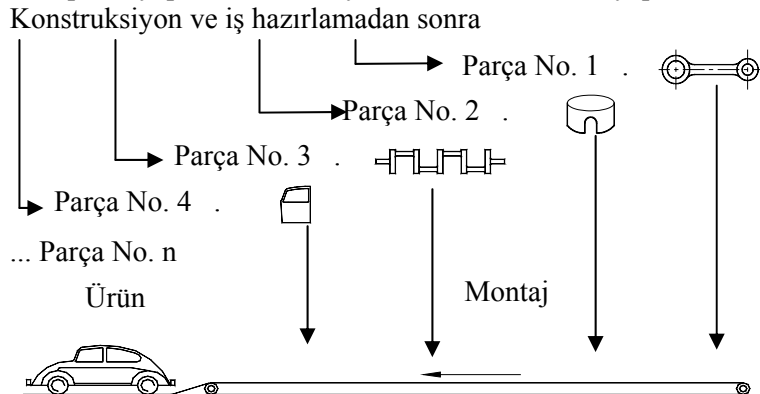 Konstruksiyon ve iş hazırlamadan sonra
Parça No. 1 .
Parça No. 2 .
Parça No. 3 .
Parça No. 4 .
... Parça No. n
Ürün
Montaj